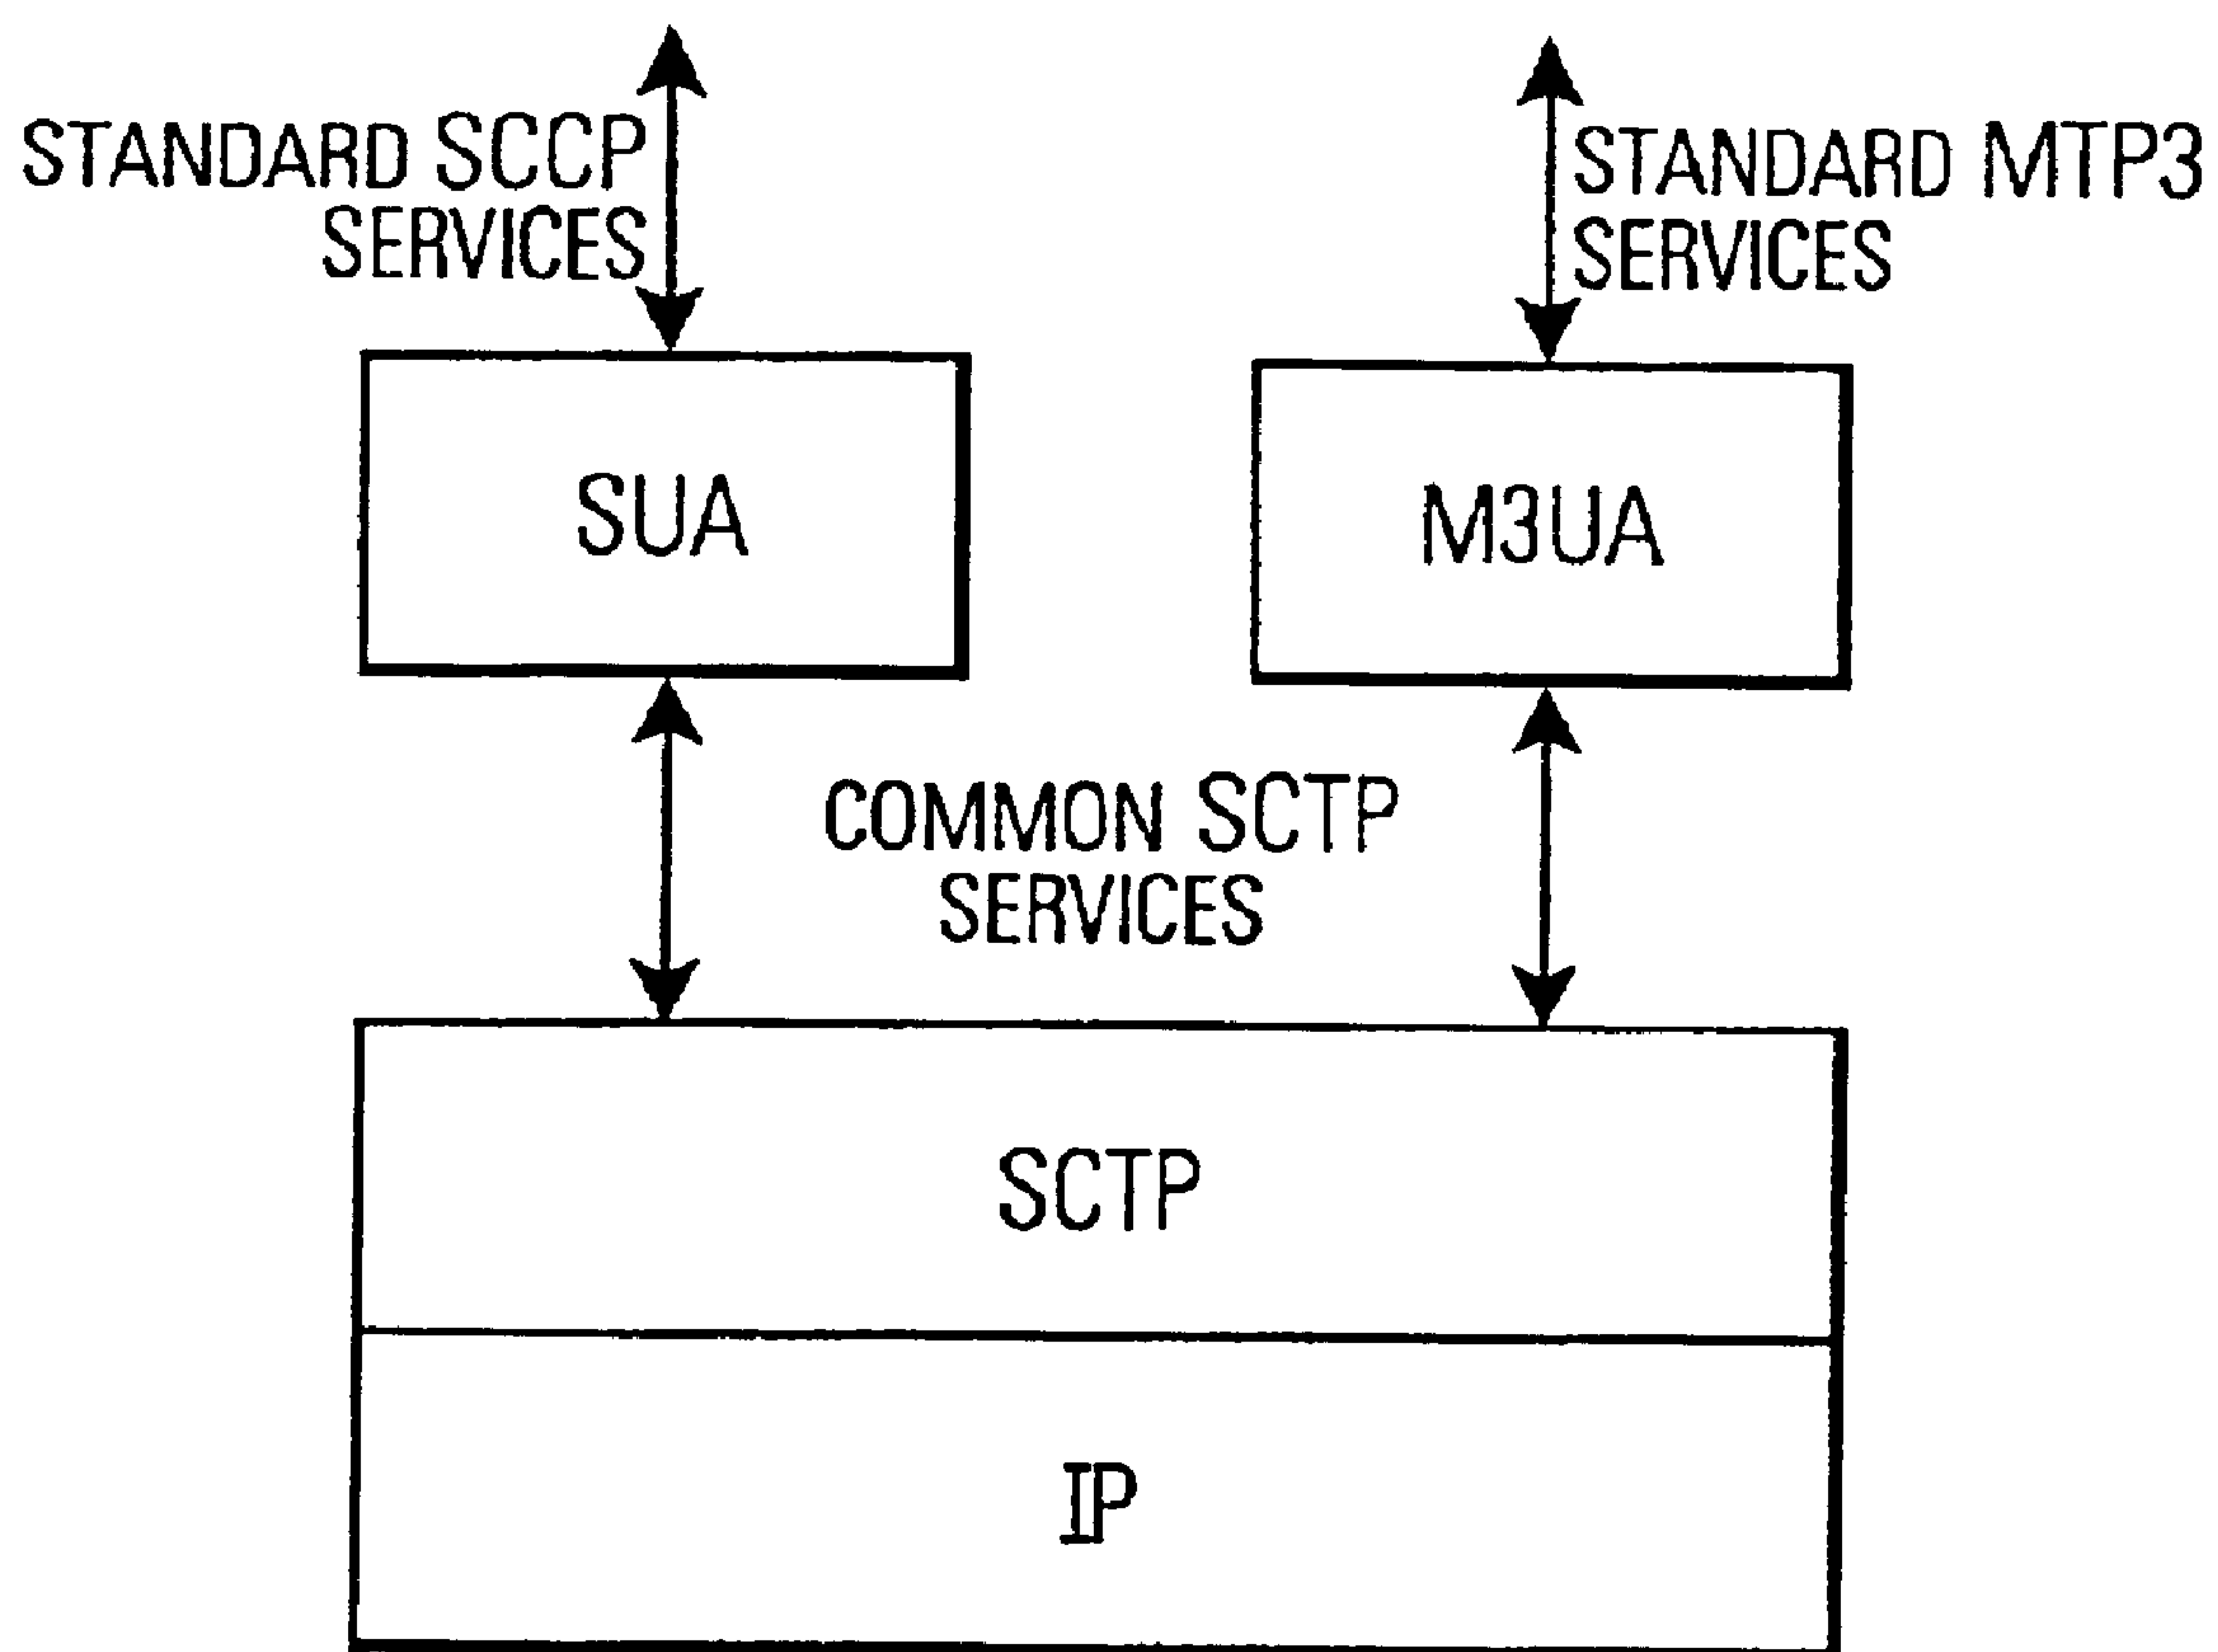 STANDARD SCCP
SERVICES
STANDARD MTP3
SERVICES
SUA
M3UA
COMMON SCTP
SERVICES
SCTP
IP